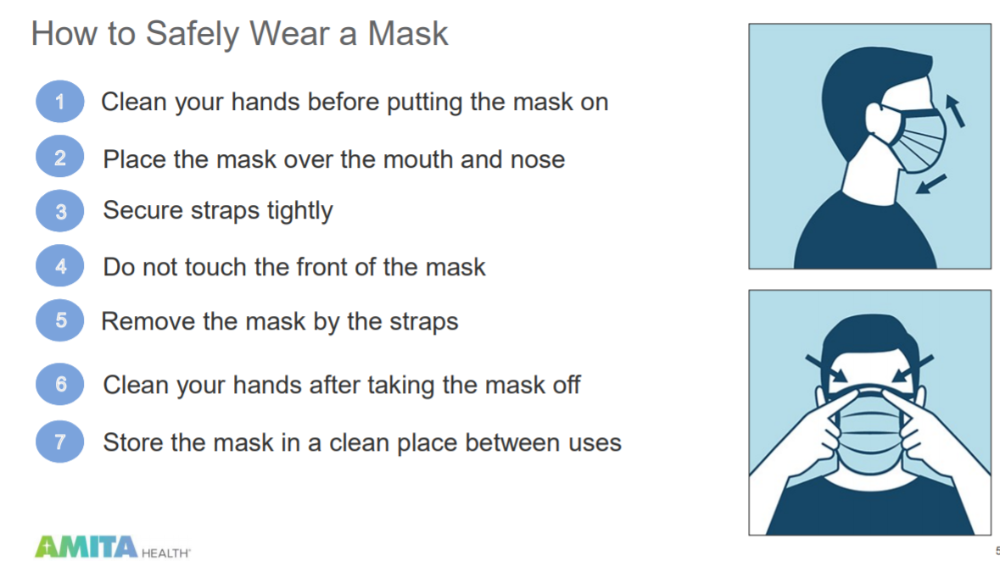 How to Safely Wear a Mask
1 Clean your hands before putting the mask on
2 Place the mask over the mouth and nose
3 Secure straps tightly
4 Do not touch the front of the mask
5 Remove the mask by the straps
6 Clean your hands after taking the mask off
7 Store the mask in a clean place between uses
AMITA HEALTH
5